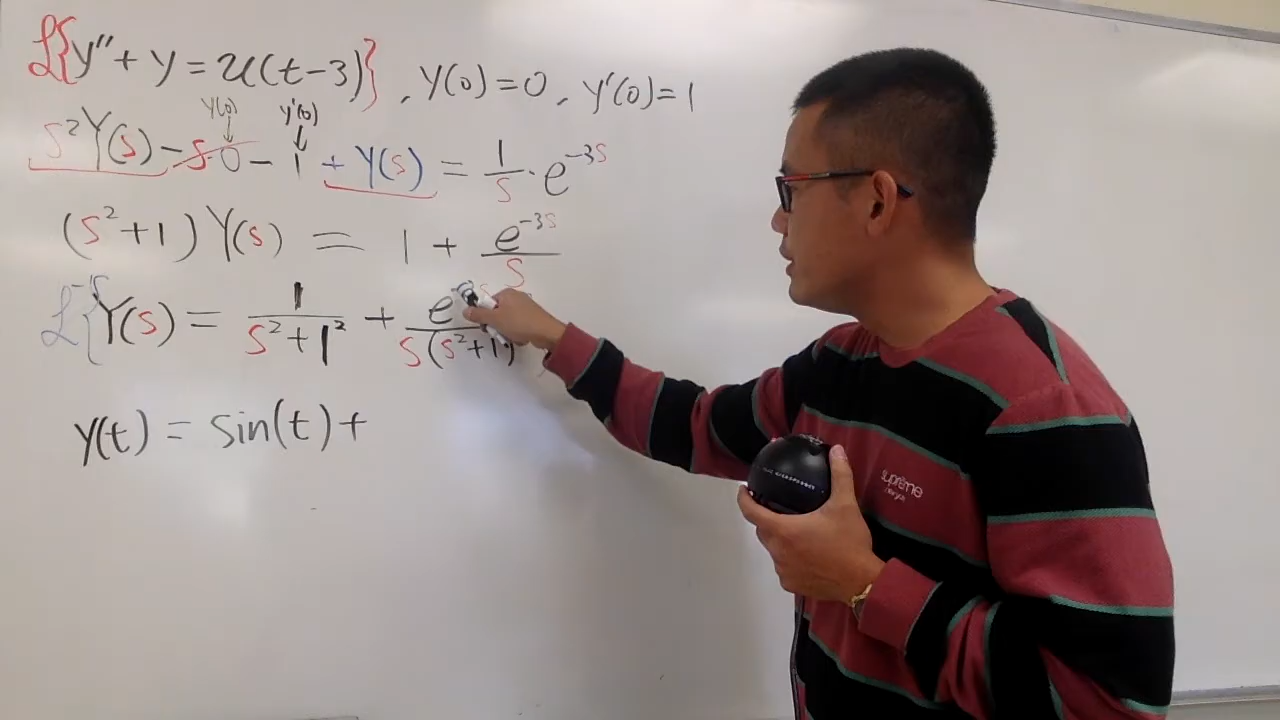 ℒ{y″ + y = u(t−3)}, y(0) = 0, y′(0) = 1
y(0) y′(0)
s²Y(s) − s·0 − 1 + Y(s) = 1/s · e^(−3s)
(s²+1) Y(s) = 1 + e^(−3s)/s
ℒ⁻¹{Y(s) = 1/(s²+1²) + e^(s)/(s(s²+1))
y(t) = sin(t) +
supreme